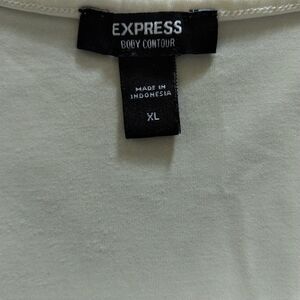 EXPRESS
BODY CONTOUR
MADE IN
INDONESIA
XL